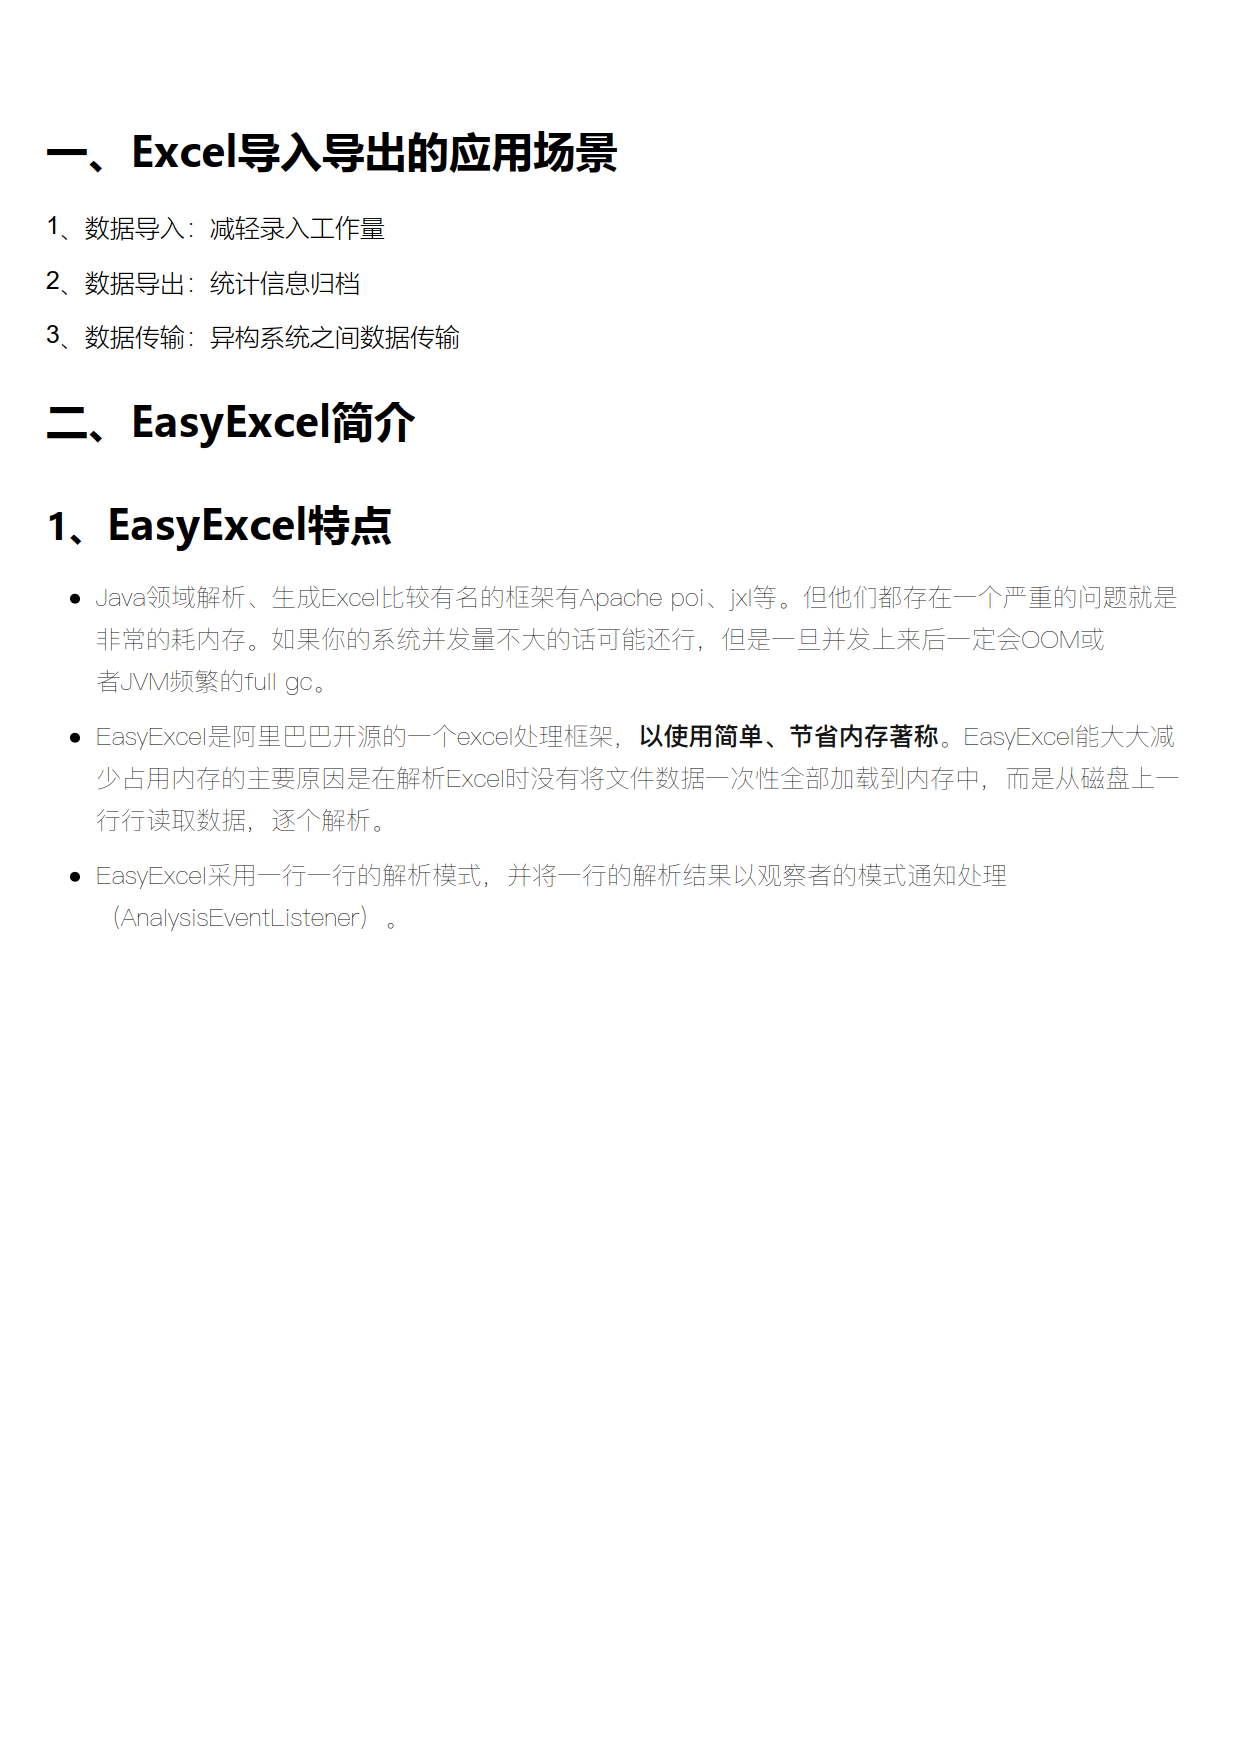 一、Excel导入导出的应用场景
1、数据导入：减轻录入工作量
2、数据导出：统计信息归档
3、数据传输：异构系统之间数据传输
二、EasyExcel简介
1、EasyExcel特点
Java领域解析、生成Excel比较有名的框架有Apache poi、jxl等。但他们都存在一个严重的问题就是
非常的耗内存。如果你的系统并发量不大的话可能还行，但是一旦并发上来后一定会OOM或
者JVM频繁的full gc。
EasyExcel是阿里巴巴开源的一个excel处理框架，以使用简单、节省内存著称。EasyExcel能大大减
少占用内存的主要原因是在解析Excel时没有将文件数据一次性全部加载到内存中，而是从磁盘上一
行行读取数据，逐个解析。
EasyExcel采用一行一行的解析模式，并将一行的解析结果以观察者的模式通知处理
（AnalysisEventListener）。